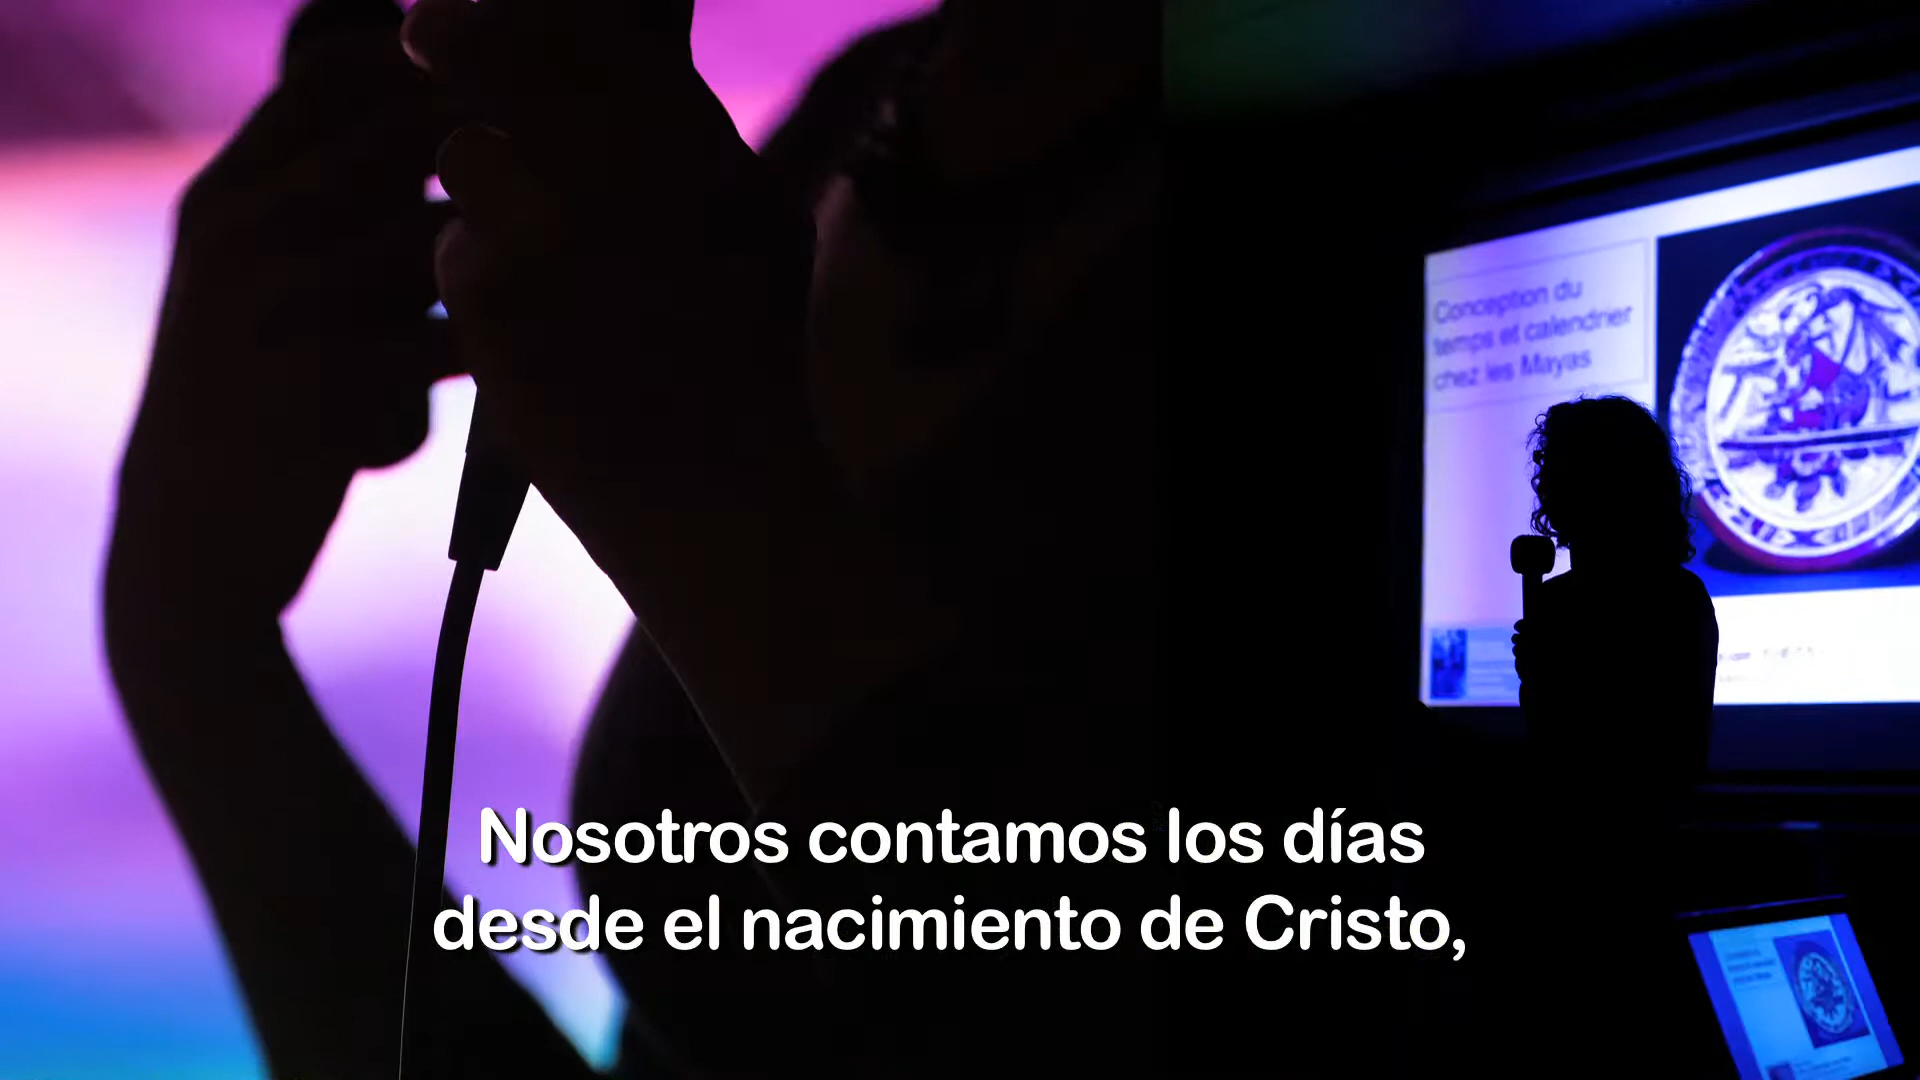 Conception du
temps et calendrier
chez les Mayas
Nosotros contamos los días
desde el nacimiento de Cristo,